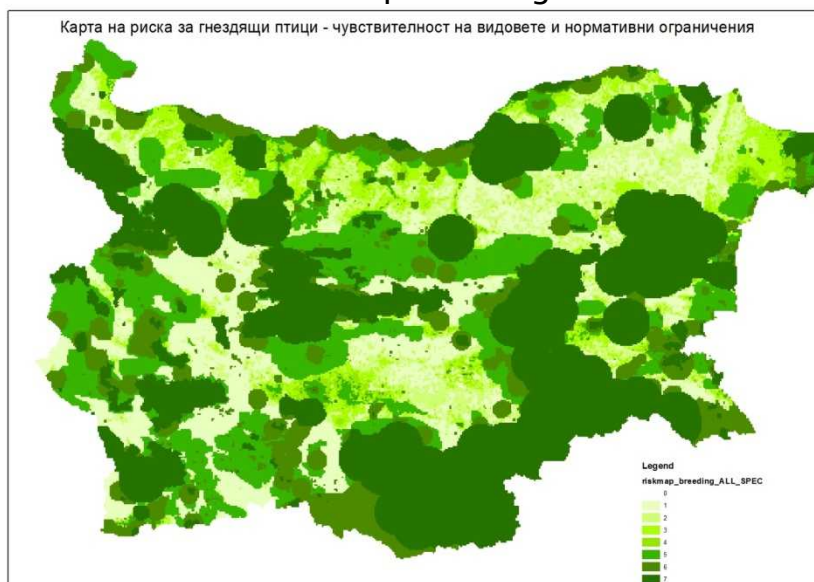 Карта на риска за гнездящи птици - чувствителност на видовете и нормативни ограничения
Legend
riskmap_breeding_ALL_SPEC
0
1
2
3
4
5
6
7